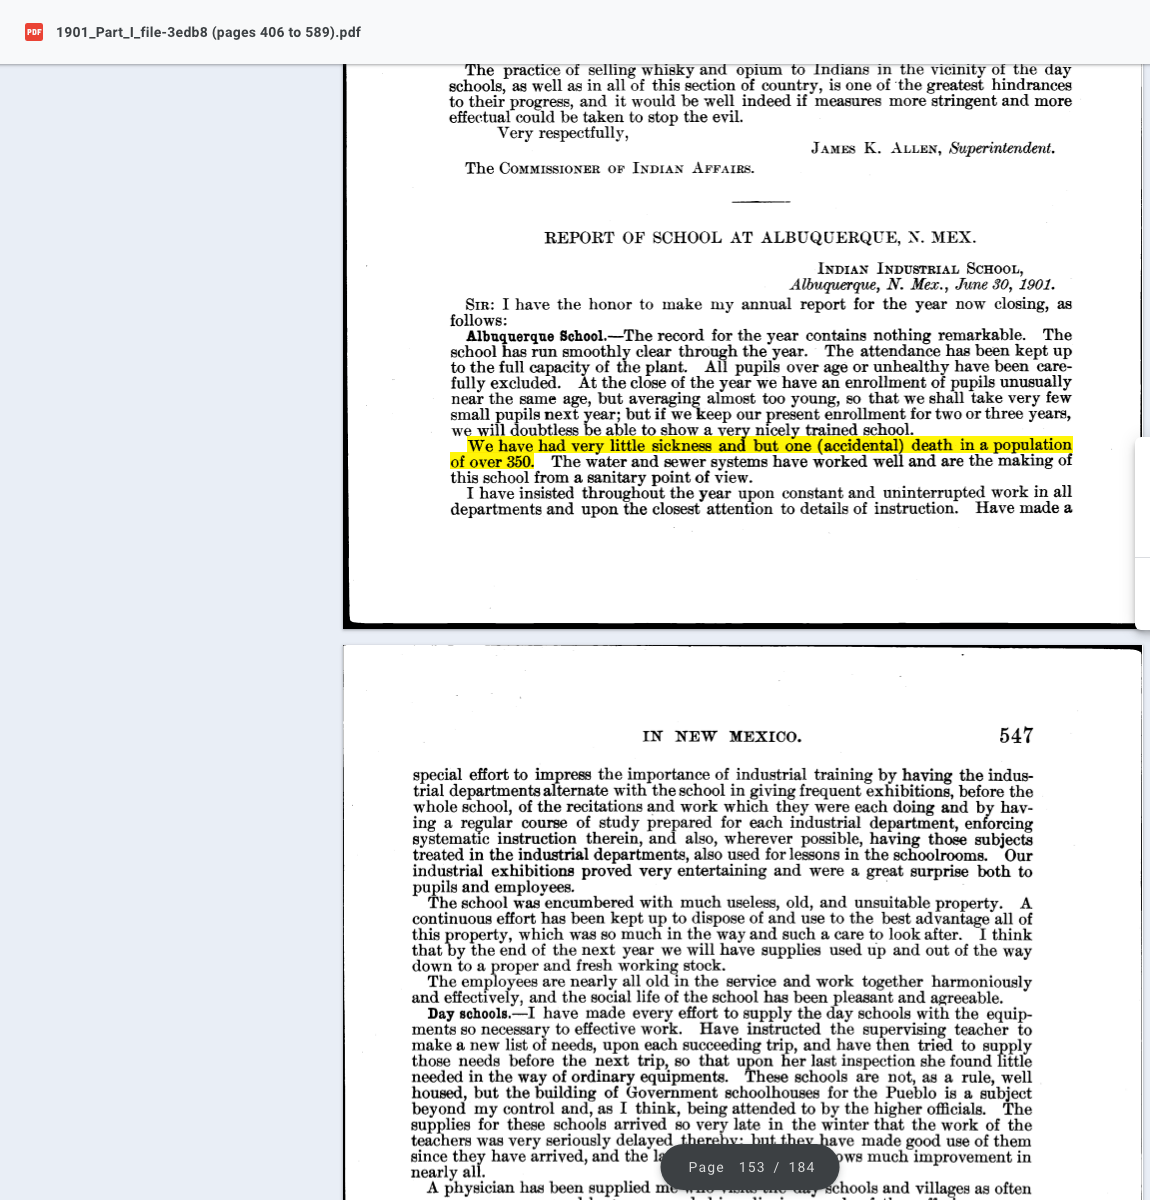 PDF
1901_Part_I_file-3edb8 (pages 406 to 589).pdf
The practice of selling whisky and opium to Indians in the vicinity of the day
schools, as well as in all of this section of country, is one of the greatest hindrances
to their progress, and it would be well indeed if measures more stringent and more
effectual could be taken to stop the evil.
Very respectfully,
JAMES K. ALLEN, Superintendent.
The COMMISSIONER OF INDIAN AFFAIRS.
REPORT OF SCHOOL AT ALBUQUERQUE, N. MEX.
INDIAN INDUSTRIAL SCHOOL,
Albuquerque, N. Mex., June 30, 1901.
SIR: I have the honor to make my annual report for the year now closing, as
follows:
Albuquerque School.—The record for the year contains nothing remarkable. The
school has run smoothly clear through the year. The attendance has been kept up
to the full capacity of the plant. All pupils over age or unhealthy have been care-
fully excluded. At the close of the year we have an enrollment of pupils unusually
near the same age, but averaging almost too young, so that we shall take very few
small pupils next year; but if we keep our present enrollment for two or three years,
we will doubtless be able to show a very nicely trained school.
We have had very little sickness and but one (accidental) death in a population
of over 350. The water and sewer systems have worked well and are the making of
this school from a sanitary point of view.
I have insisted throughout the year upon constant and uninterrupted work in all
departments and upon the closest attention to details of instruction. Have made a
IN NEW MEXICO. 547
special effort to impress the importance of industrial training by having the indus-
trial departments alternate with the school in giving frequent exhibitions, before the
whole school, of the recitations and work which they were each doing and by hav-
ing a regular course of study prepared for each industrial department, enforcing
systematic instruction therein, and also, wherever possible, having those subjects
treated in the industrial departments, also used for lessons in the schoolrooms. Our
industrial exhibitions proved very entertaining and were a great surprise both to
pupils and employees.
The school was encumbered with much useless, old, and unsuitable property. A
continuous effort has been kept up to dispose of and use to the best advantage all of
this property, which was so much in the way and such a care to look after. I think
that by the end of the next year we will have supplies used up and out of the way
down to a proper and fresh working stock.
The employees are nearly all old in the service and work together harmoniously
and effectively, and the social life of the school has been pleasant and agreeable.
Day schools.—I have made every effort to supply the day schools with the equip-
ments so necessary to effective work. Have instructed the supervising teacher to
make a new list of needs, upon each succeeding trip, and have then tried to supply
those needs before the next trip, so that upon her last inspection she found little
needed in the way of ordinary equipments. These schools are not, as a rule, well
housed, but the building of Government schoolhouses for the Pueblo is a subject
beyond my control and, as I think, being attended to by the higher officials. The
supplies for these schools arrived so very late in the winter that the work of the
teachers was very seriously delayed thereby; but they have made good use of them
since they have arrived, and the much improvement in
nearly all.
A physician has been supplied schools and villages as often
Page 153 / 184